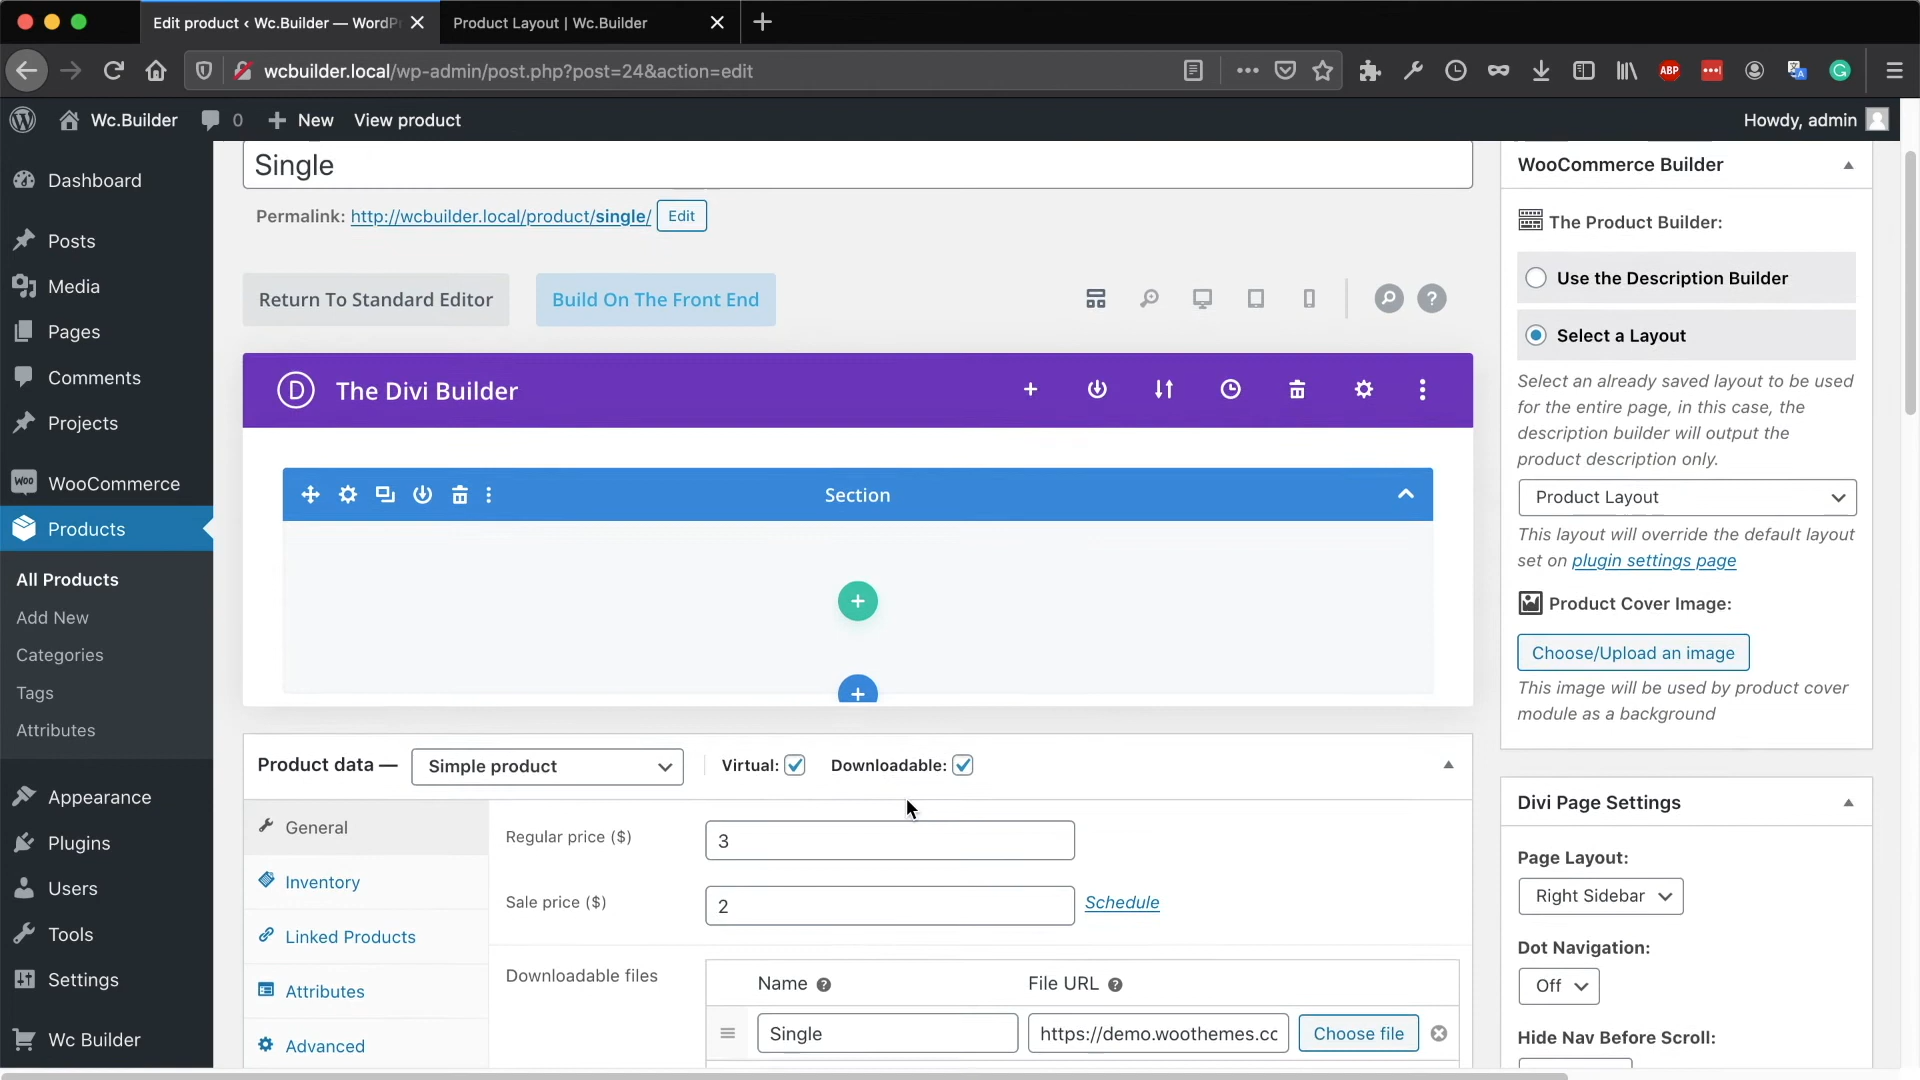 Edit product ‹ Wc.Builder — WordPr
Product Layout | Wc.Builder
wcbuilder.local/wp-admin/post.php?post=24&action=edit
ABP
Wc.Builder
0
New
View product
Howdy, admin
Dashboard
Posts
Media
Pages
Comments
Projects
WooCommerce
Products
All Products
Add New
Categories
Tags
Attributes
Appearance
Plugins
Users
Tools
Settings
Wc Builder
Single
Permalink: http://wcbuilder.local/product/single/ Edit
Return To Standard Editor
Build On The Front End
?
D The Divi Builder
Section
Product data — Simple product Virtual: Downloadable:
General
Inventory
Linked Products
Attributes
Advanced
Regular price ($) 3
Sale price ($) 2 Schedule
Downloadable files
Name ? File URL ?
Single https://demo.woothemes.cc Choose file
WooCommerce Builder
The Product Builder:
Use the Description Builder
Select a Layout
Select an already saved layout to be used
for the entire page, in this case, the
description builder will output the
product description only.
Product Layout
This layout will override the default layout
set on plugin settings page
Product Cover Image:
Choose/Upload an image
This image will be used by product cover
module as a background
Divi Page Settings
Page Layout:
Right Sidebar
Dot Navigation:
Off
Hide Nav Before Scroll: